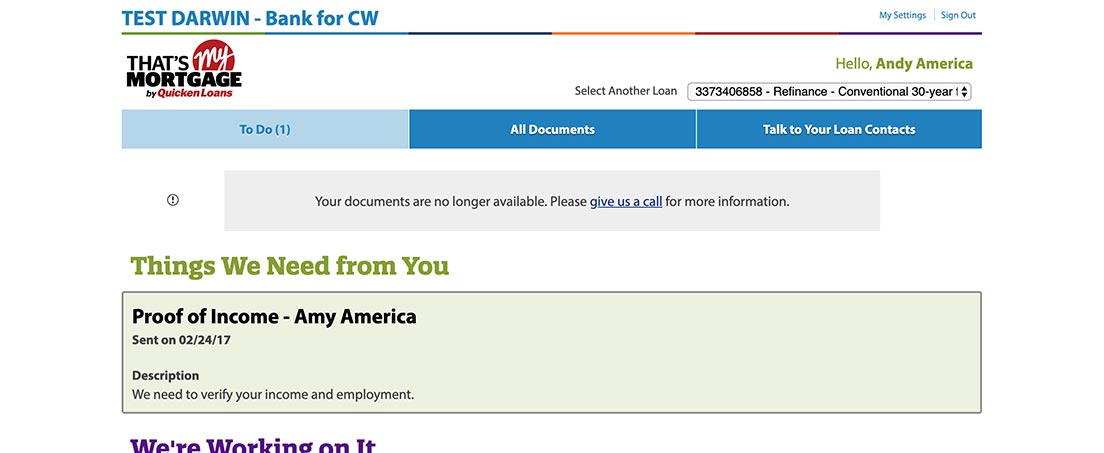 TEST DARWIN - Bank for CW
My Settings
Sign Out
THAT'S my
MORTGAGE
by Quicken Loans
Hello, Andy America
Select Another Loan
3373406858 - Refinance - Conventional 30-year
To Do (1)
All Documents
Talk to Your Loan Contacts
Your documents are no longer available. Please give us a call for more information.
Things We Need from You
Proof of Income - Amy America
Sent on 02/24/17
Description
We need to verify your income and employment.
We're Working on It